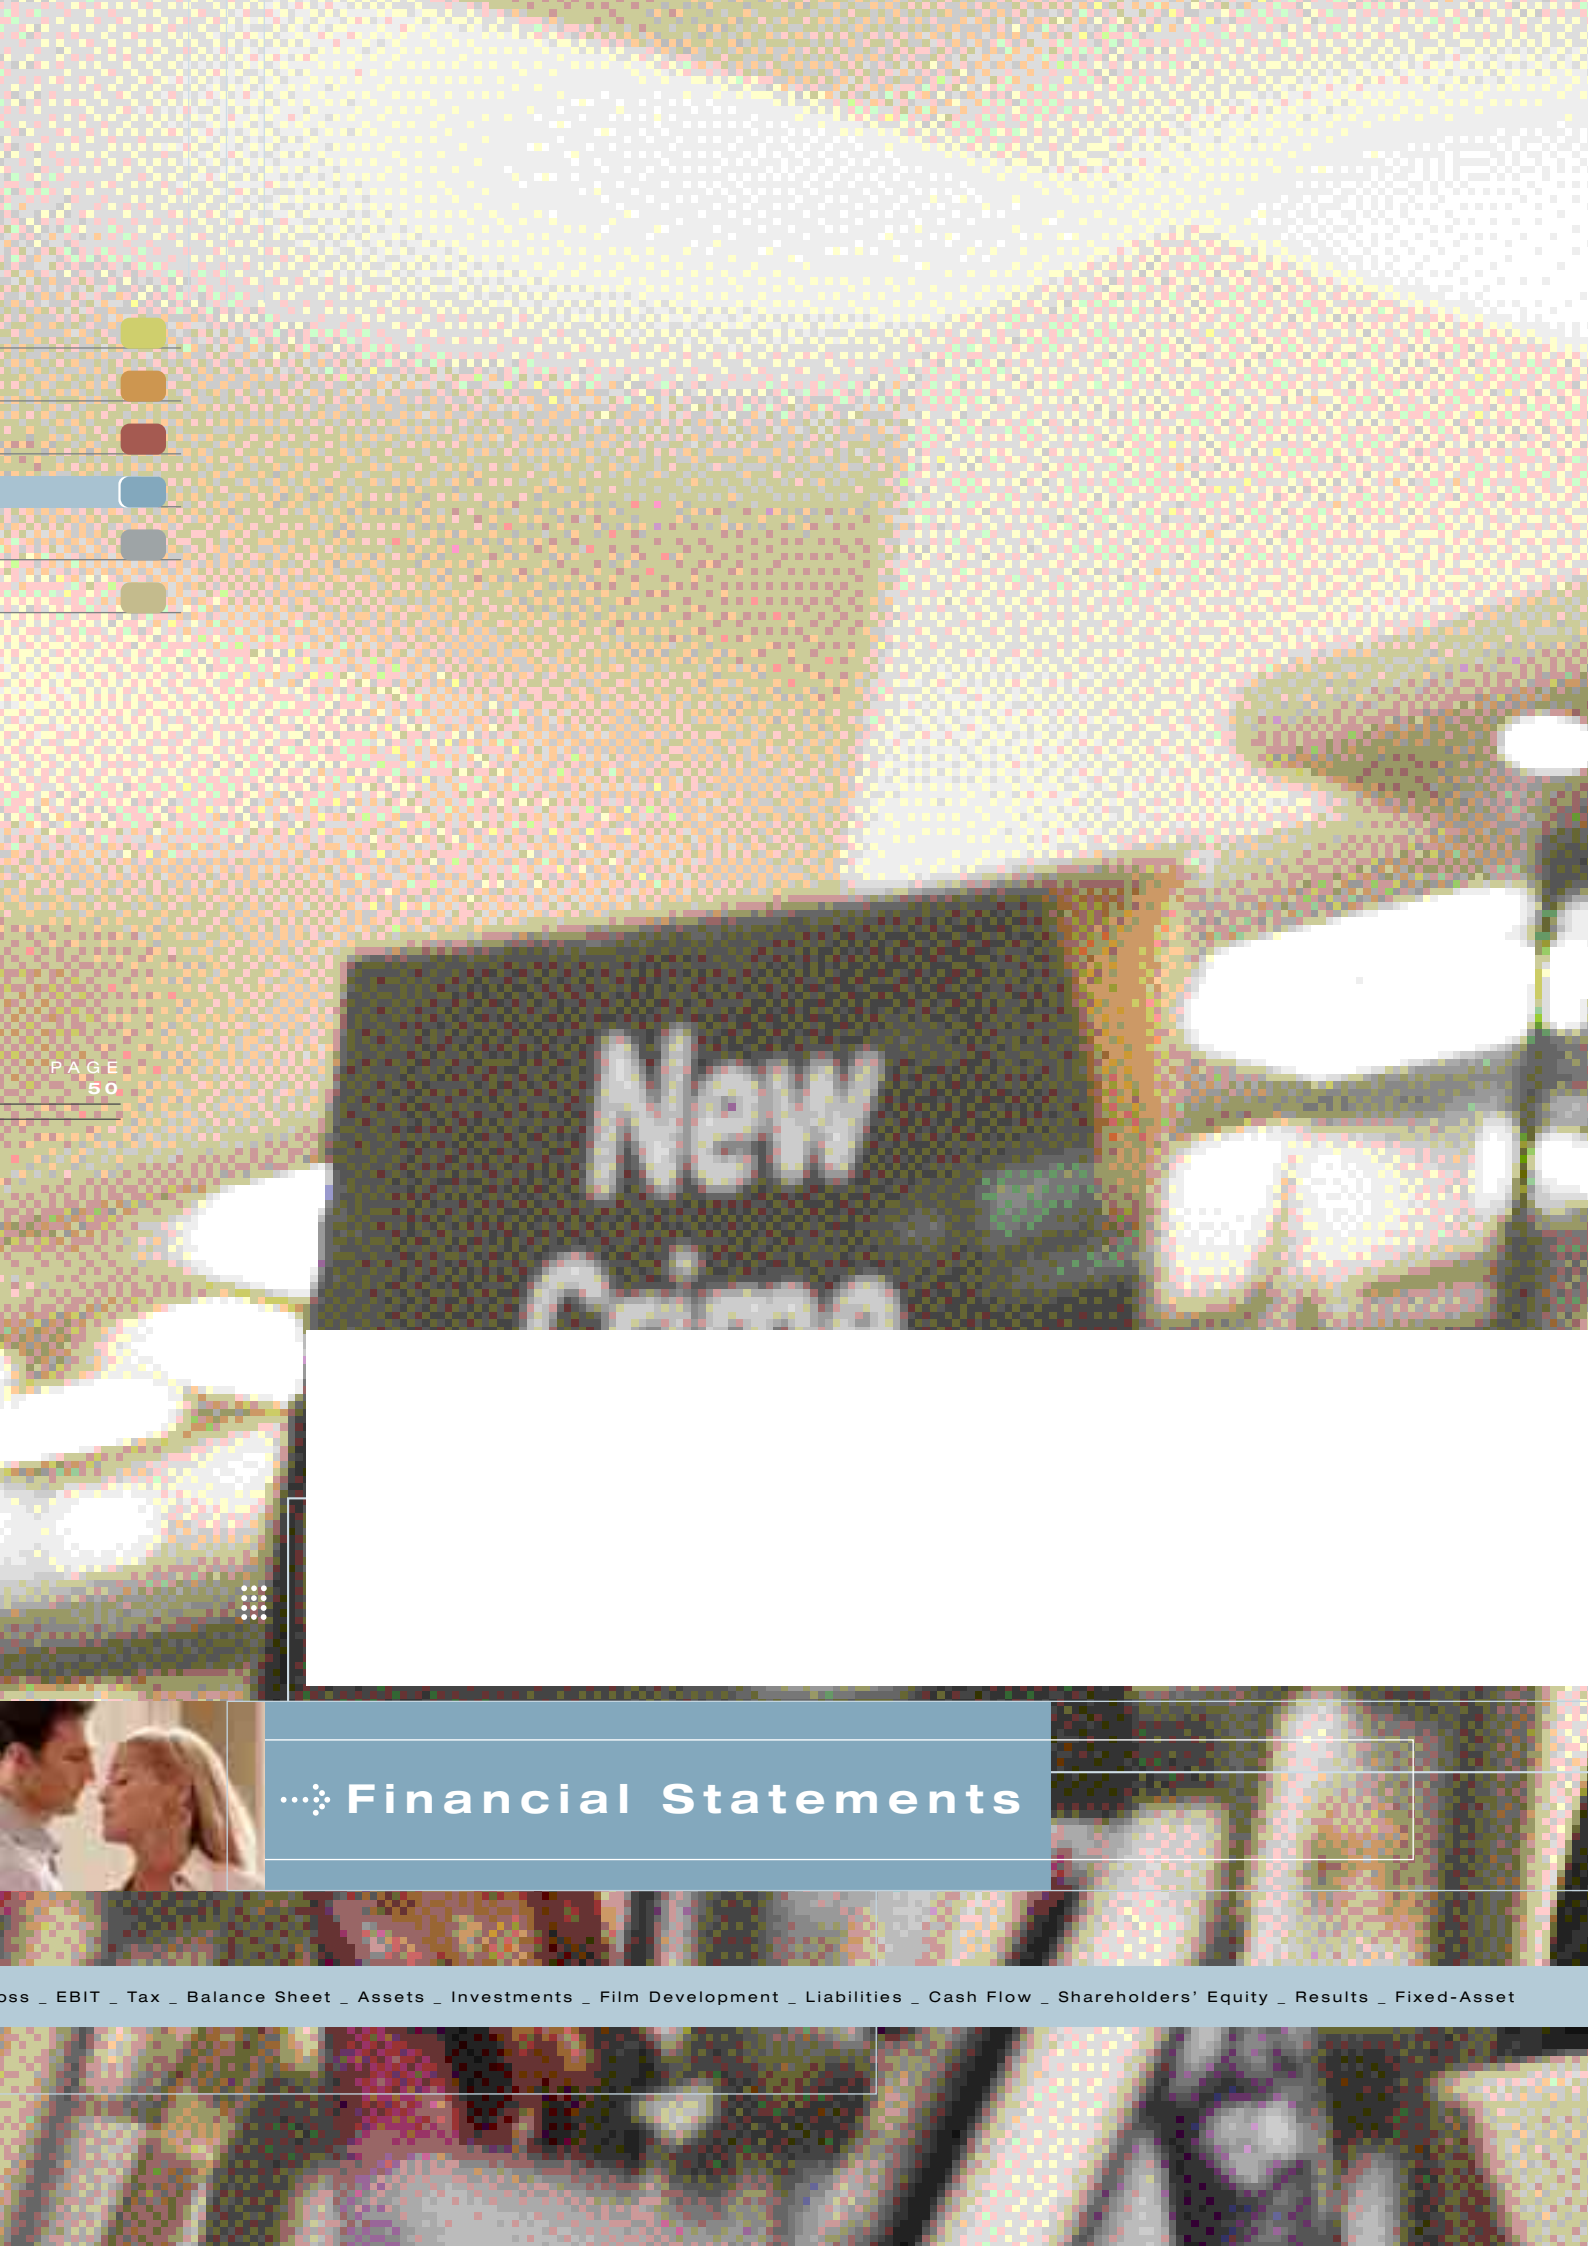 PAGE
50
New
Financial Statements
oss _ EBIT _ Tax _ Balance Sheet _ Assets _ Investments _ Film Development _ Liabilities _ Cash Flow _ Shareholders’ Equity _ Results _ Fixed-Asset